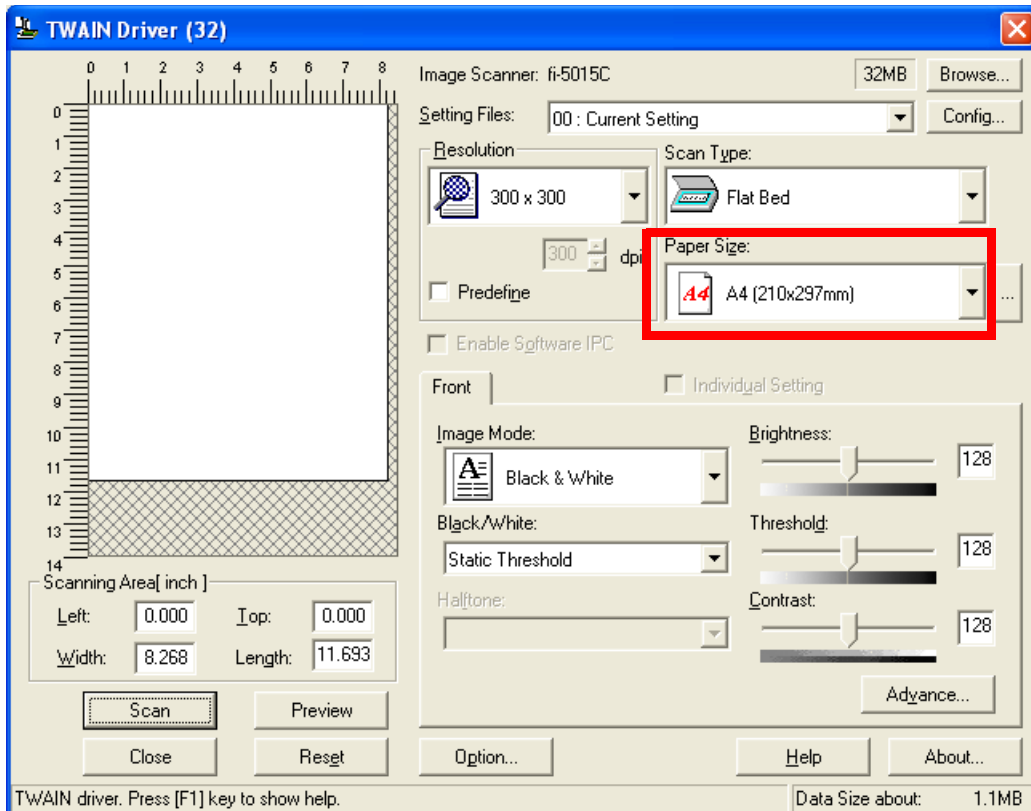 TWAIN Driver (32)
0 1 2 3 4 5 6 7 8
Image Scanner: fi-5015C
32MB
Browse...
0
1
2
3
4
5
6
7
8
9
10
11
12
13
14
Setting Files:
00 : Current Setting
Config...
Resolution
300 x 300
300 dpi
Predefine
Scan Type:
Flat Bed
Paper Size:
A4
A4 (210x297mm)
...
Enable Software IPC
Front
Individual Setting
Image Mode:
A
Black & White
Black/White:
Static Threshold
Halftone:
Brightness:
128
Threshold:
128
Contrast:
128
Advance...
Scanning Area[ inch ]
Left: 0.000 Top: 0.000
Width: 8.268 Length: 11.693
Scan Preview
Close Reset
Option... Help About...
TWAIN driver. Press [F1] key to show help.
Data Size about: 1.1MB